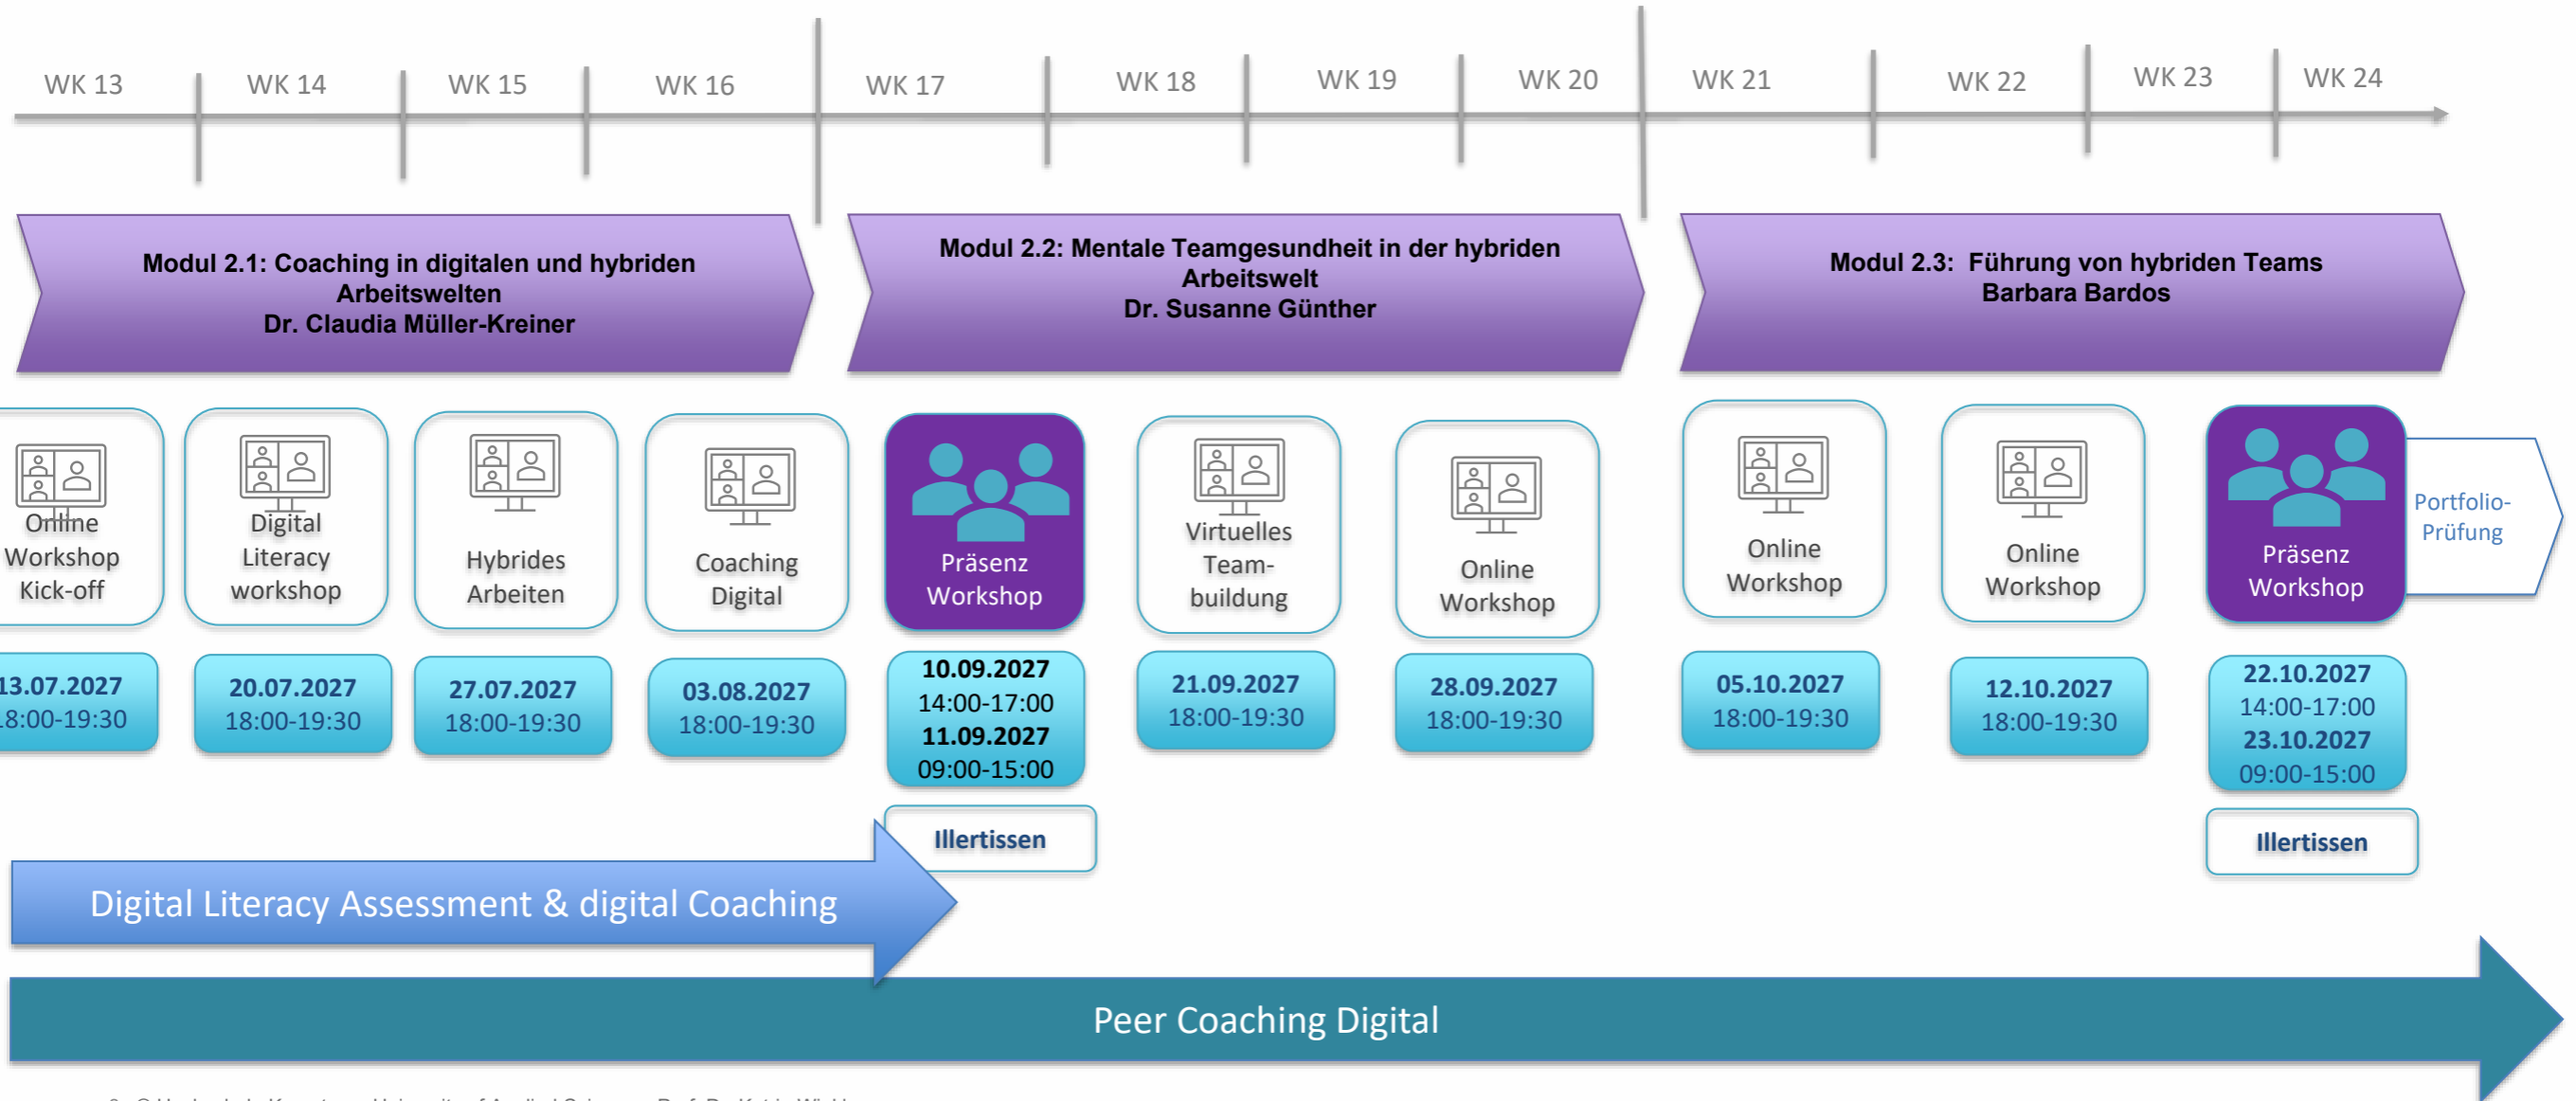 WK 13 WK 14 WK 15 WK 16 WK 17 WK 18 WK 19 WK 20 WK 21 WK 22 WK 23 WK 24
Modul 2.1: Coaching in digitalen und hybriden
Arbeitswelten
Dr. Claudia Müller-Kreiner
Modul 2.2: Mentale Teamgesundheit in der hybriden
Arbeitswelt
Dr. Susanne Günther
Modul 2.3: Führung von hybriden Teams
Barbara Bardos
Online
Workshop
Kick-off
Digital
Literacy
workshop
Hybrides
Arbeiten
Coaching
Digital
Präsenz
Workshop
Virtuelles
Team-
buildung
Online
Workshop
Online
Workshop
Online
Workshop
Präsenz
Workshop
Portfolio-
Prüfung
13.07.2027
18:00-19:30
20.07.2027
18:00-19:30
27.07.2027
18:00-19:30
03.08.2027
18:00-19:30
10.09.2027
14:00-17:00
11.09.2027
09:00-15:00
21.09.2027
18:00-19:30
28.09.2027
18:00-19:30
05.10.2027
18:00-19:30
12.10.2027
18:00-19:30
22.10.2027
14:00-17:00
23.10.2027
09:00-15:00
Illertissen
Illertissen
Digital Literacy Assessment & digital Coaching
Peer Coaching Digital